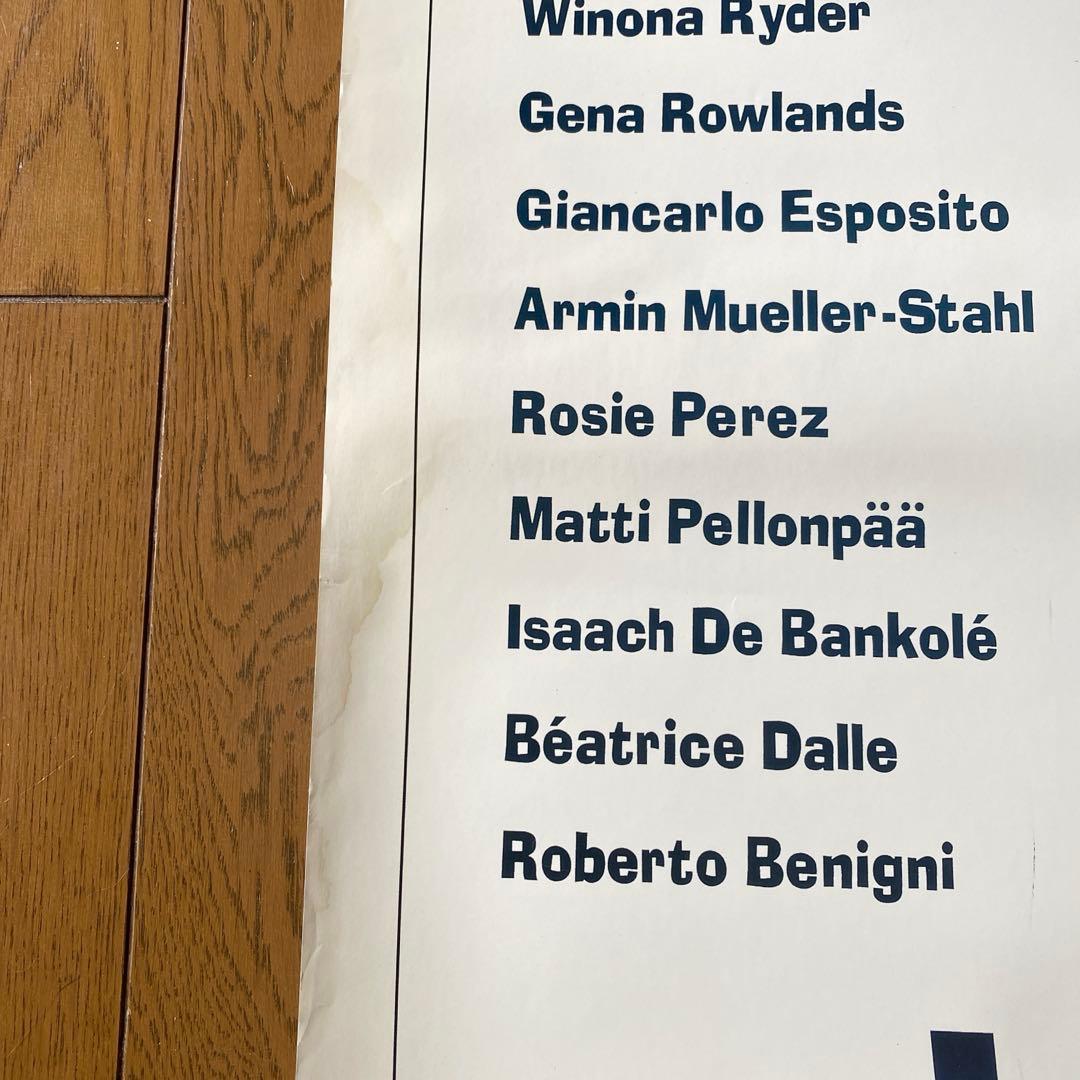 Winona Ryder
Gena Rowlands
Giancarlo Esposito
Armin Mueller-Stahl
Rosie Perez
Matti Pellonpää
Isaach De Bankolé
Béatrice Dalle
Roberto Benigni